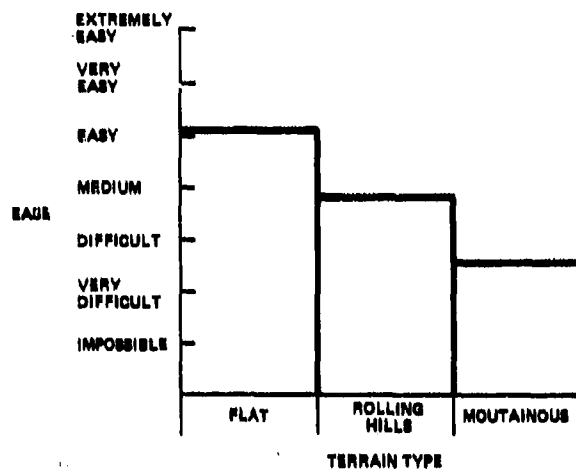 EXTREMELY
EASY
VERY
EASY
EASY
MEDIUM
EASE
DIFFICULT
VERY
DIFFICULT
IMPOSSIBLE
FLAT
ROLLING
HILLS
MOUTAINOUS
TERRAIN TYPE